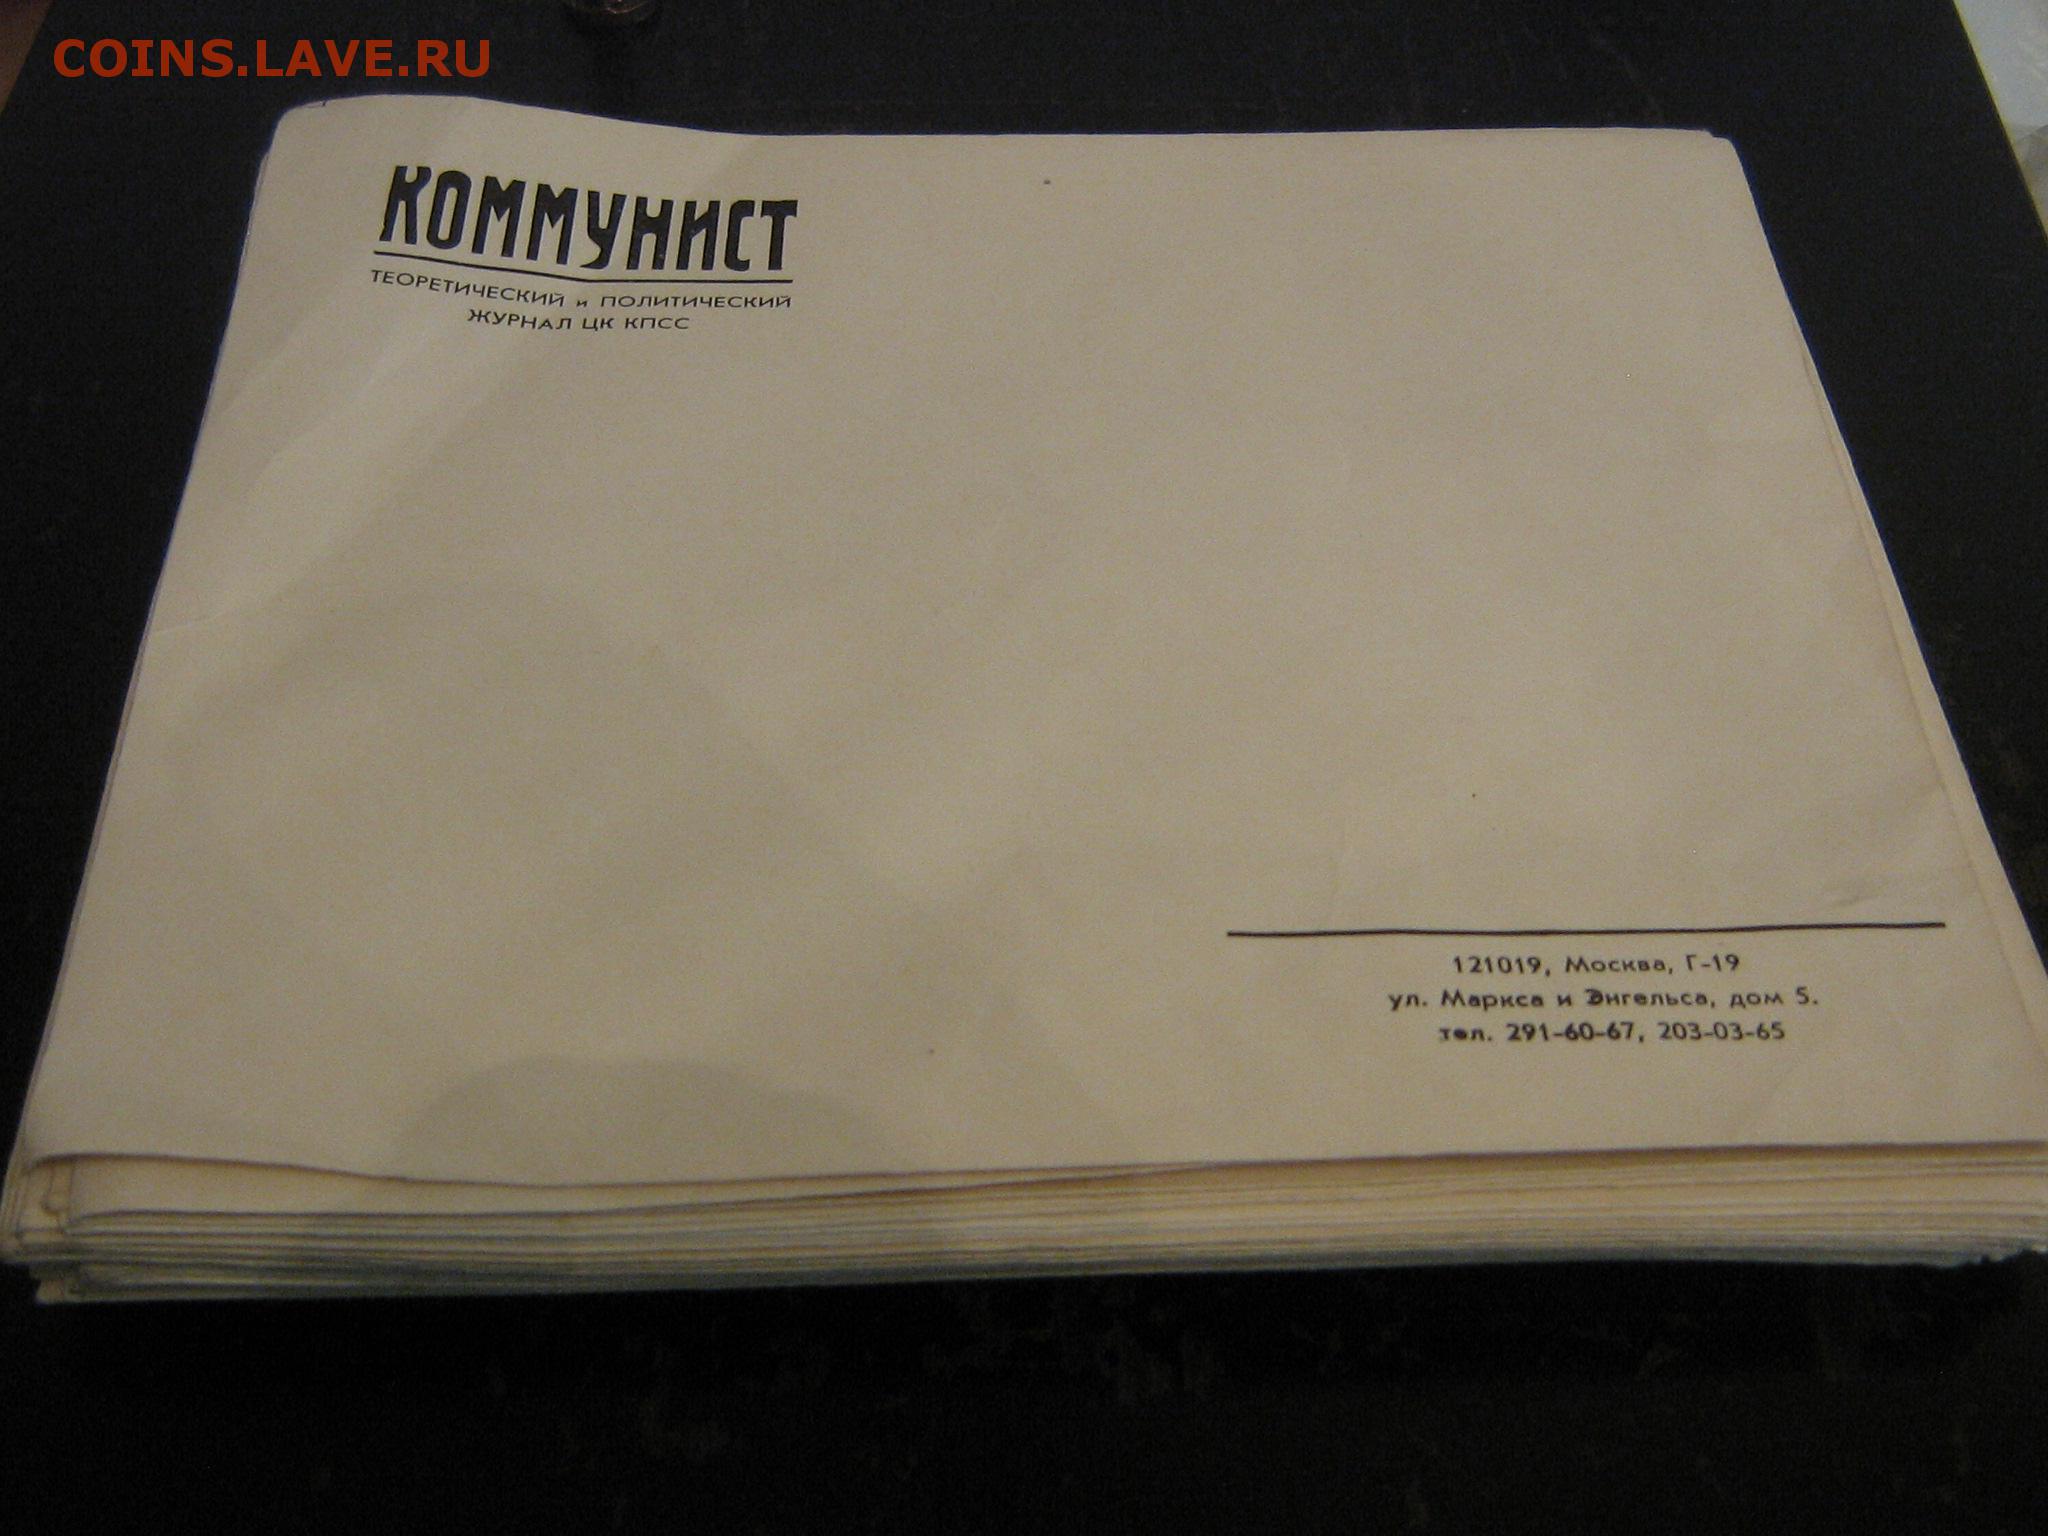 COINS.LAVE.RU
КОММУНИСТ
ТЕОРЕТИЧЕСКИЙ и ПОЛИТИЧЕСКИЙ
ЖУРНАЛ ЦК КПСС
121019, Москва, Г-19
ул. Маркса и Энгельса, дом 5.
тел. 291-60-67, 203-03-65